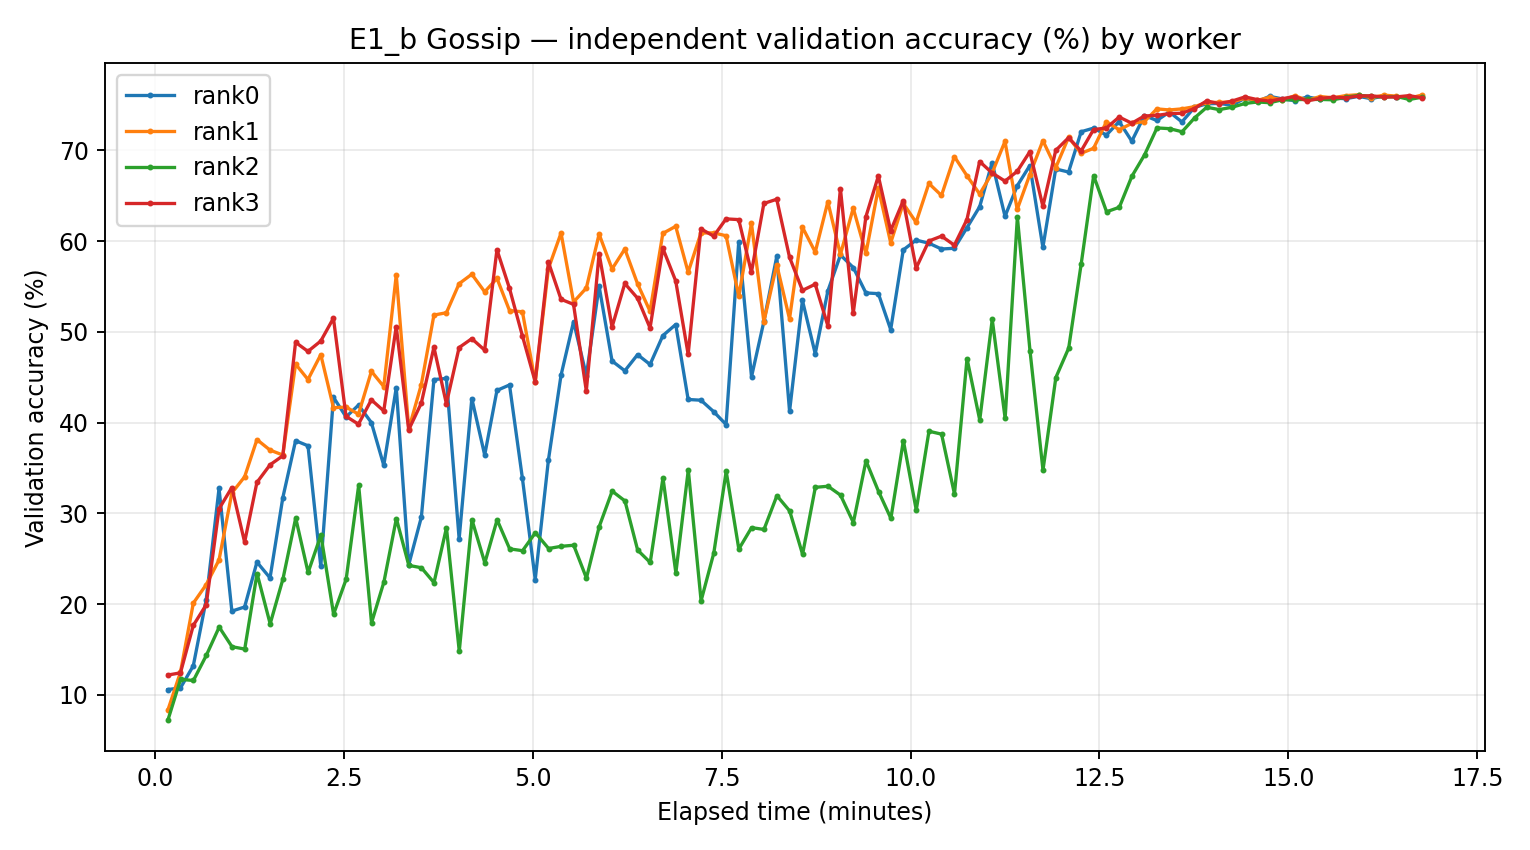 E1_b Gossip — independent validation accuracy (%) by worker
rank0
rank1
rank2
rank3
Validation accuracy (%)
70
60
50
40
30
20
10
0.0 2.5 5.0 7.5 10.0 12.5 15.0 17.5
Elapsed time (minutes)